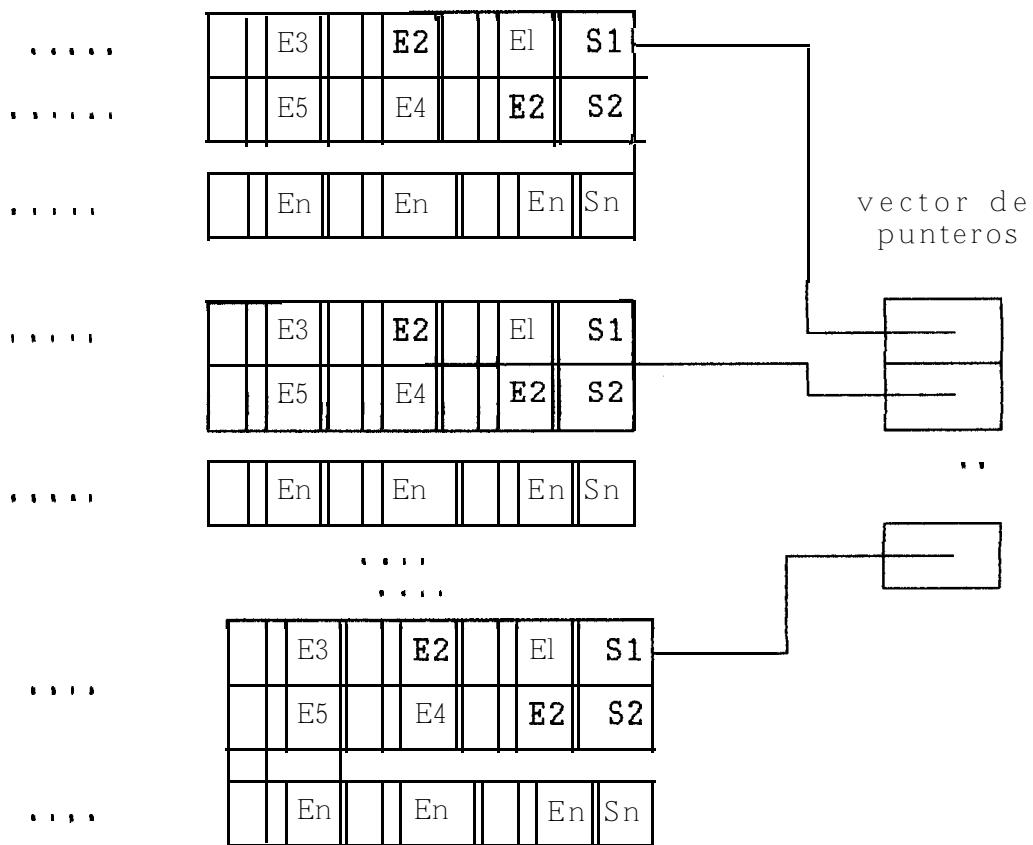 ..... E3 E2 El S1
...... E5 E4 E2 S2
..... En En En Sn
vector de
punteros
..... E3 E2 El S1
E5 E4 E2 S2
..
..... En En En Sn
....
....
E3 E2 El S1
....
E5 E4 E2 S2
.... En En En Sn